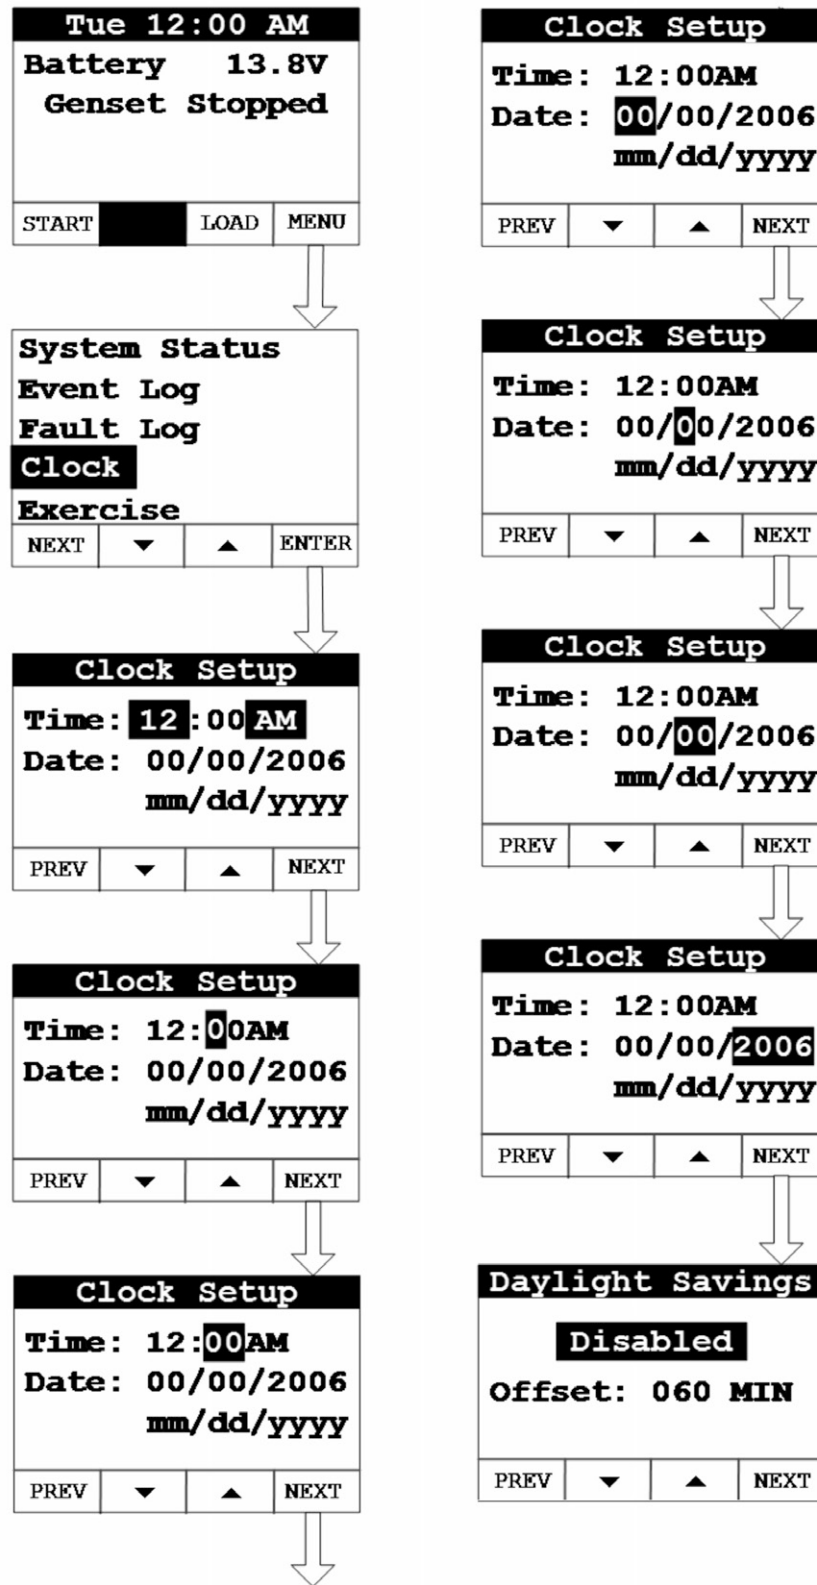 Tue 12:00 AM
Battery 13.8V
Genset Stopped
START LOAD MENU
System Status
Event Log
Fault Log
Clock
Exercise
NEXT ▼ ▲ ENTER
Clock Setup
Time: 12:00 AM
Date: 00/00/2006
mm/dd/yyyy
PREV ▼ ▲ NEXT
Clock Setup
Time: 12:00AM
Date: 00/00/2006
mm/dd/yyyy
PREV ▼ ▲ NEXT
Clock Setup
Time: 12:00AM
Date: 00/00/2006
mm/dd/yyyy
PREV ▼ ▲ NEXT
Clock Setup
Time: 12:00AM
Date: 00/00/2006
mm/dd/yyyy
PREV ▼ ▲ NEXT
Clock Setup
Time: 12:00AM
Date: 00/00/2006
mm/dd/yyyy
PREV ▼ ▲ NEXT
Clock Setup
Time: 12:00AM
Date: 00/00/2006
mm/dd/yyyy
PREV ▼ ▲ NEXT
Clock Setup
Time: 12:00AM
Date: 00/00/2006
mm/dd/yyyy
PREV ▼ ▲ NEXT
Daylight Savings
Disabled
Offset: 060 MIN
PREV ▼ ▲ NEXT